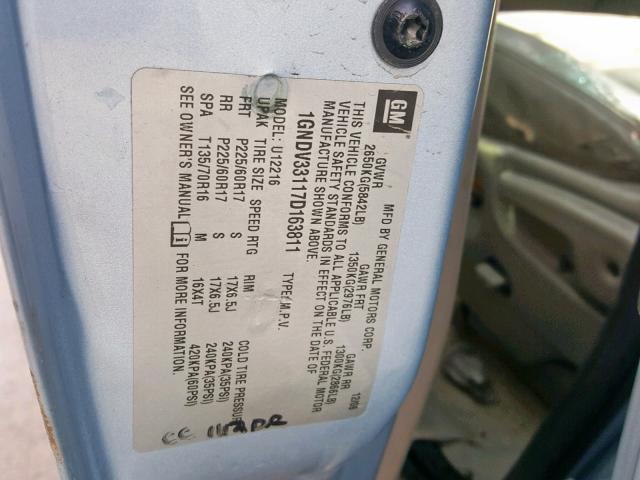 GM
MFD BY GENERAL MOTORS CORP. 12/06
GVWR GAWR FRT GAWR RR
2650KG(5842LB) 1350KG(2976LB) 1300KG(2866LB)
THIS VEHICLE CONFORMS TO ALL APPLICABLE U.S. FEDERAL MOTOR
VEHICLE SAFETY STANDARDS IN EFFECT ON THE DATE OF
MANUFACTURE SHOWN ABOVE.
1GNDV33117D163811 TYPE: M.P.V.
MODEL: U12216
UPAK TIRE SIZE SPEED RTG RIM COLD TIRE PRESSURE
FRT P225/60R17 S 17X6.5J 240KPA(35PSI)
RR P225/60R17 S 17X6.5J 240KPA(35PSI)
SPA T135/70R16 M 16X4T 420KPA(60PSI)
SEE OWNER'S MANUAL FOR MORE INFORMATION.